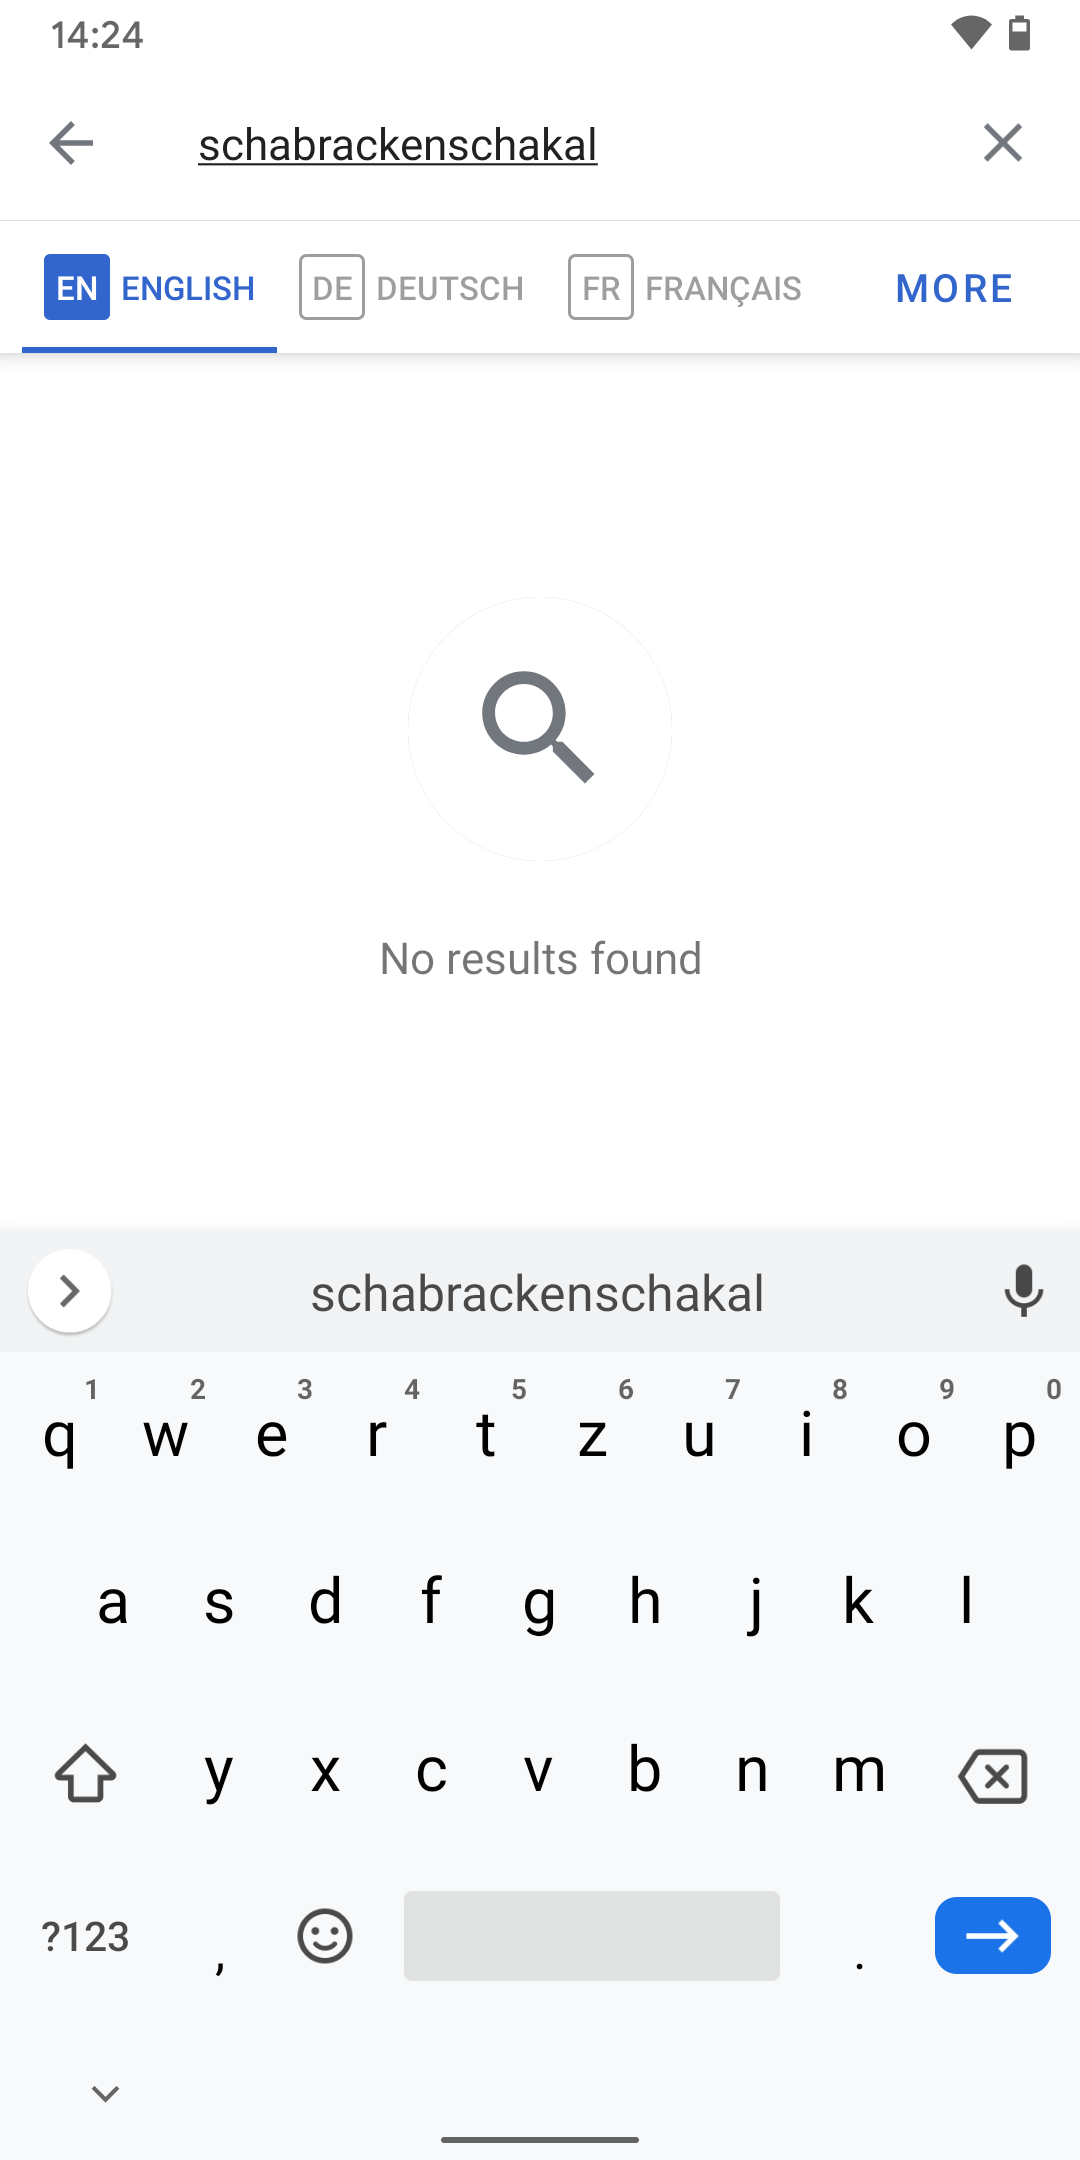 14:24
schabrackenschakal
EN ENGLISH DE DEUTSCH FR FRANÇAIS MORE
No results found
schabrackenschakal
1 2 3 4 5 6 7 8 9 0
q w e r t z u i o p
a s d f g h j k l
y x c v b n m
?123 , .